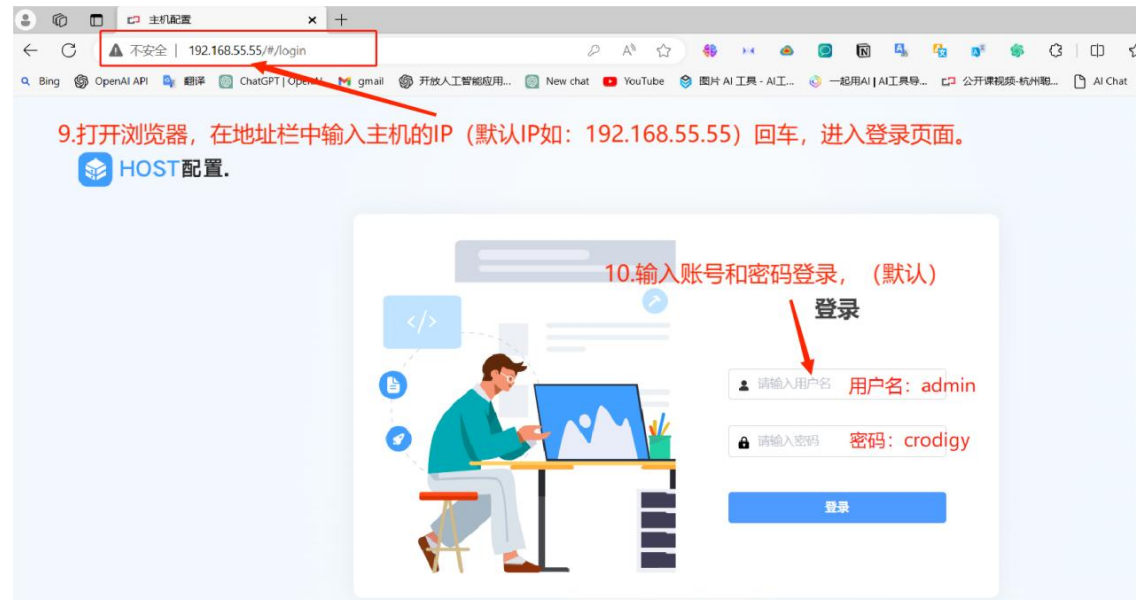 主机配置
不安全 | 192.168.55.55/#/login
Bing OpenAI API 翻译 ChatGPT | OpenAI gmail 开放人工智能应用... New chat YouTube 图片 AI 工具 - AI工... 一起用AI | AI工具导... 公开课视频-杭州聪... AI Chat
9.打开浏览器，在地址栏中输入主机的IP（默认IP如：192.168.55.55）回车，进入登录页面。
HOST配置.
10.输入账号和密码登录，（默认）
登录
请输入用户名 用户名：admin
请输入密码 密码：crodigy
登录